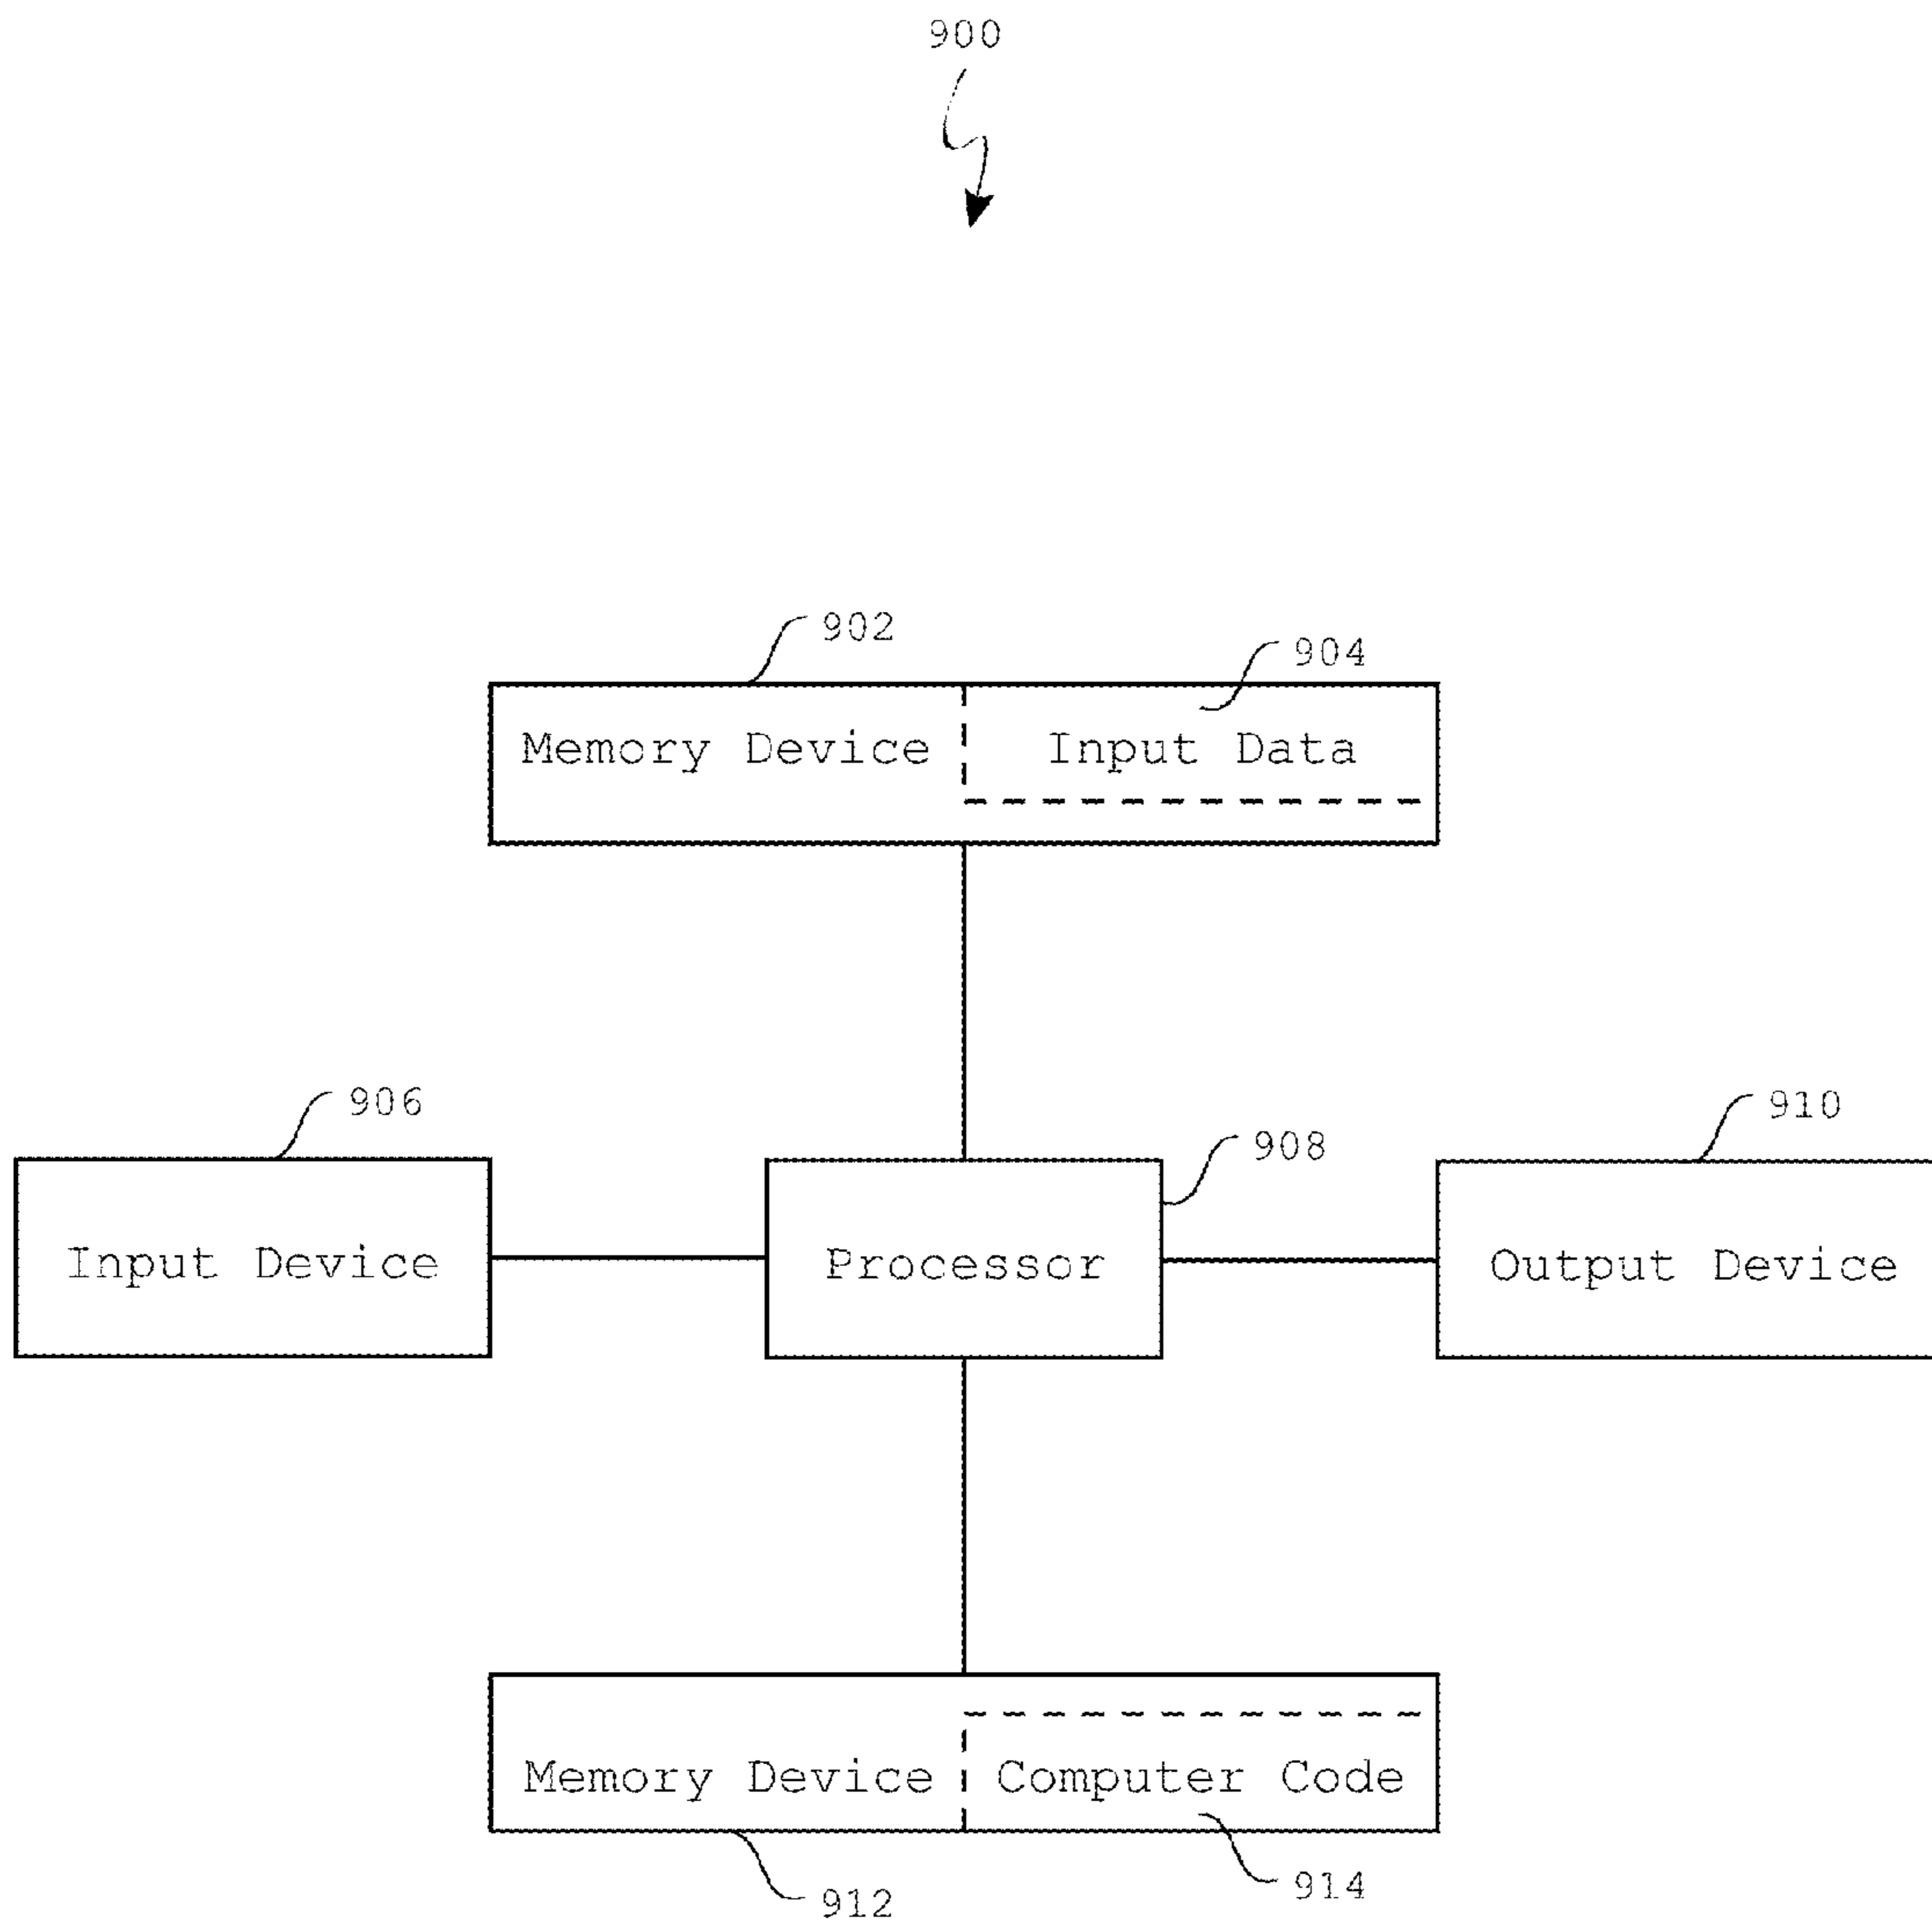 900
902
904
Memory Device
Input Data
906
908
910
Input Device
Processor
Output Device
Memory Device
Computer Code
912
914